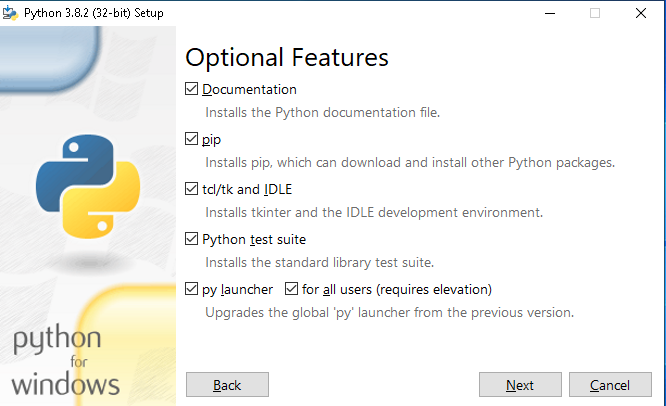 Python 3.8.2 (32-bit) Setup
Optional Features
Documentation
Installs the Python documentation file.
pip
Installs pip, which can download and install other Python packages.
tcl/tk and IDLE
Installs tkinter and the IDLE development environment.
Python test suite
Installs the standard library test suite.
py launcher for all users (requires elevation)
Upgrades the global 'py' launcher from the previous version.
python
for
windows
Back Next Cancel